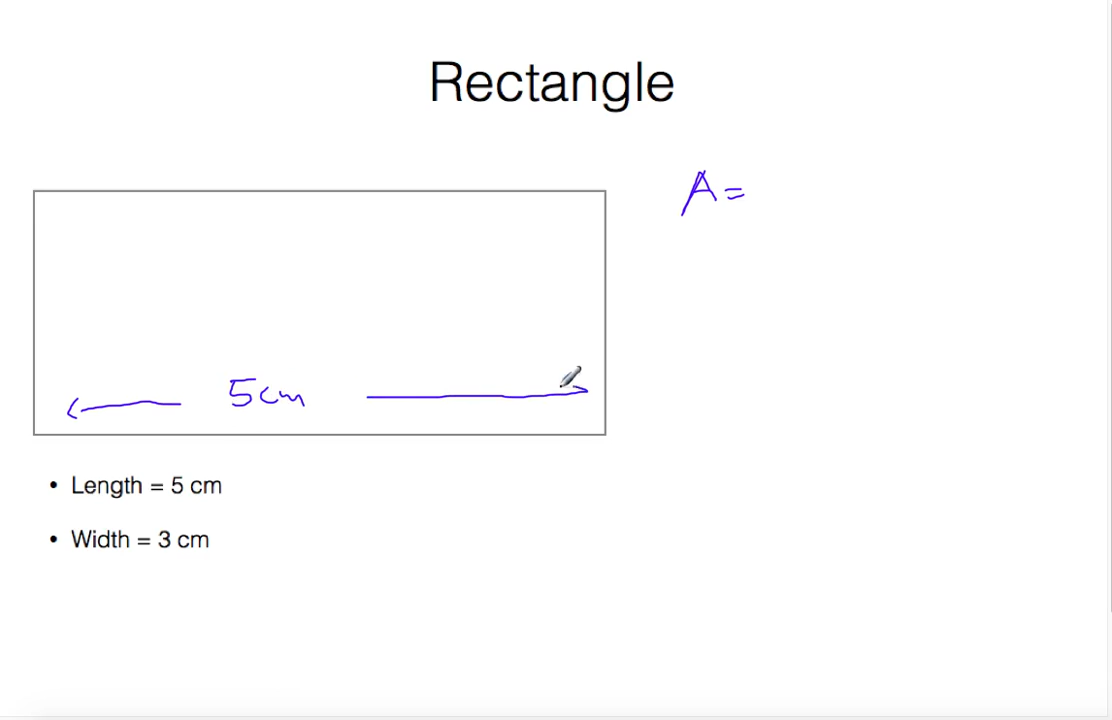 Rectangle
A=
5cm
• Length = 5 cm
• Width = 3 cm